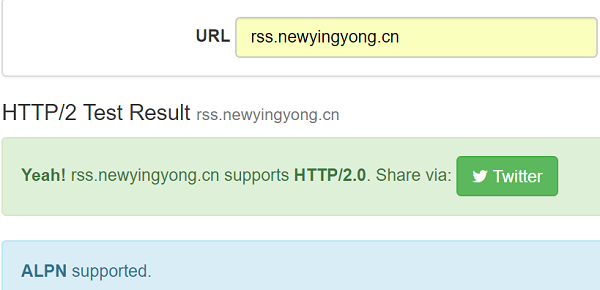 URL rss.newyingyong.cn
HTTP/2 Test Result rss.newyingyong.cn
Yeah! rss.newyingyong.cn supports HTTP/2.0. Share via: Twitter
ALPN supported.